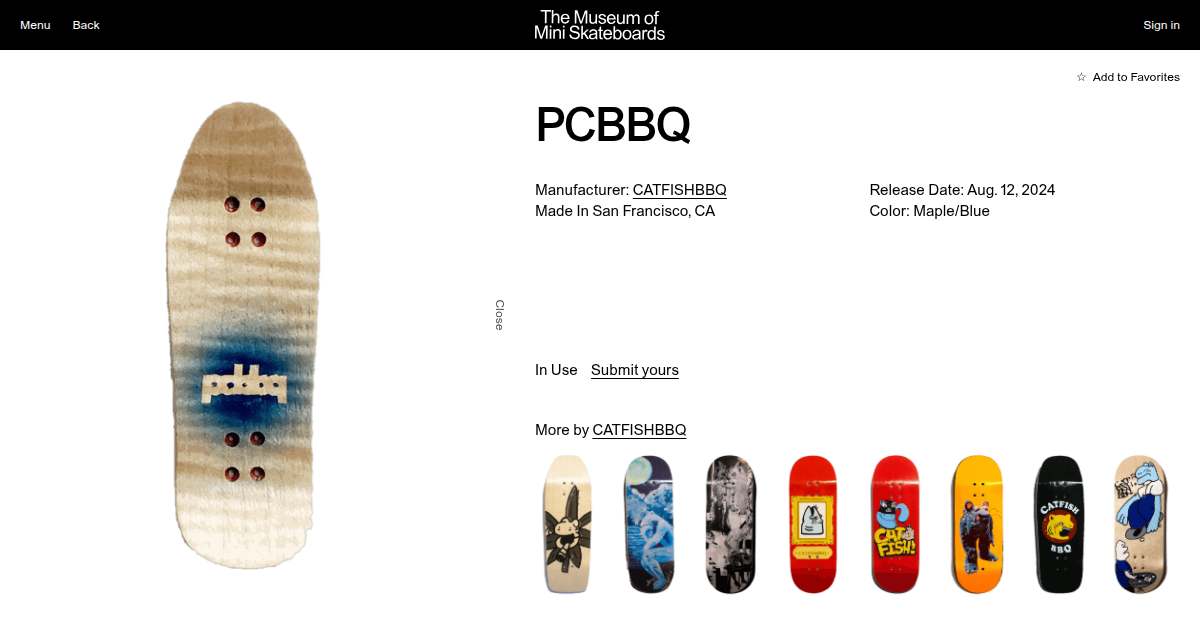 Menu
Back
The Museum of
Mini Skateboards
Sign in
☆ Add to Favorites
PCBBQ
Manufacturer: CATFISHBBQ
Made In San Francisco, CA
Release Date: Aug. 12, 2024
Color: Maple/Blue
pcbbq
Close
In Use
Submit yours
More by CATFISHBBQ
CATFISHBBQ
CAT
FISH!
CATFISH
BBQ